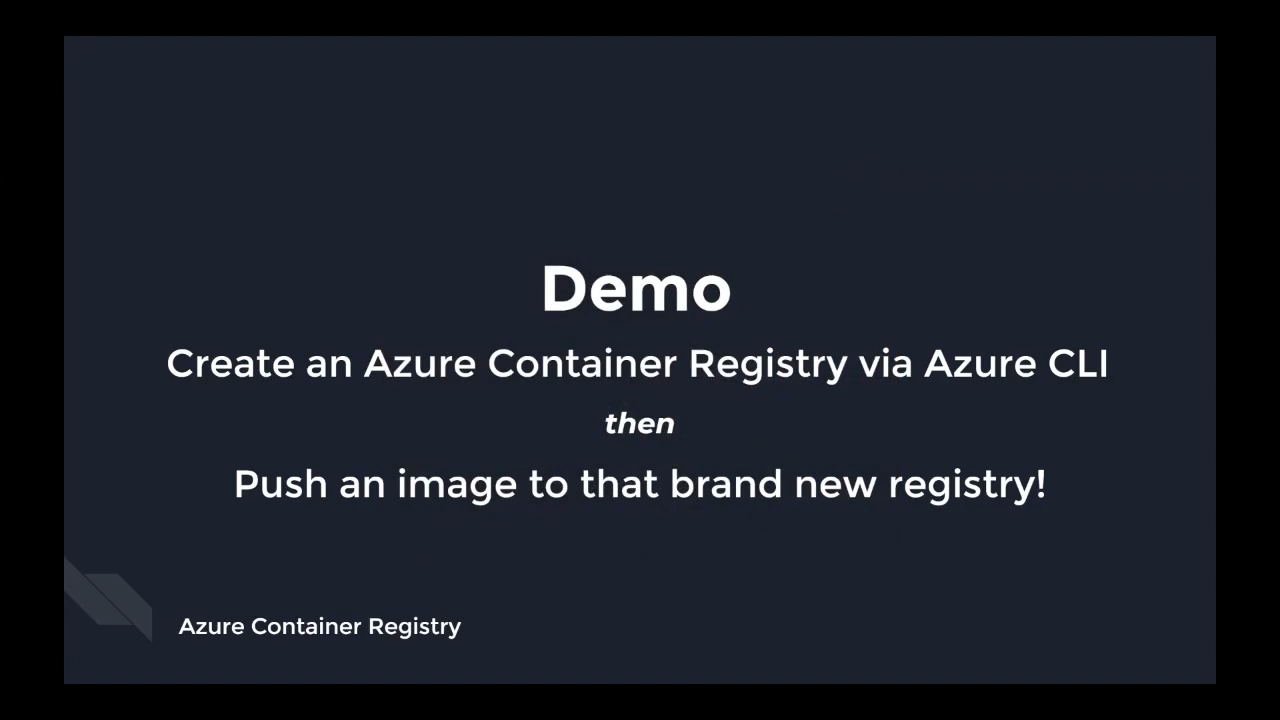 Demo
Create an Azure Container Registry via Azure CLI
then
Push an image to that brand new registry!
Azure Container Registry